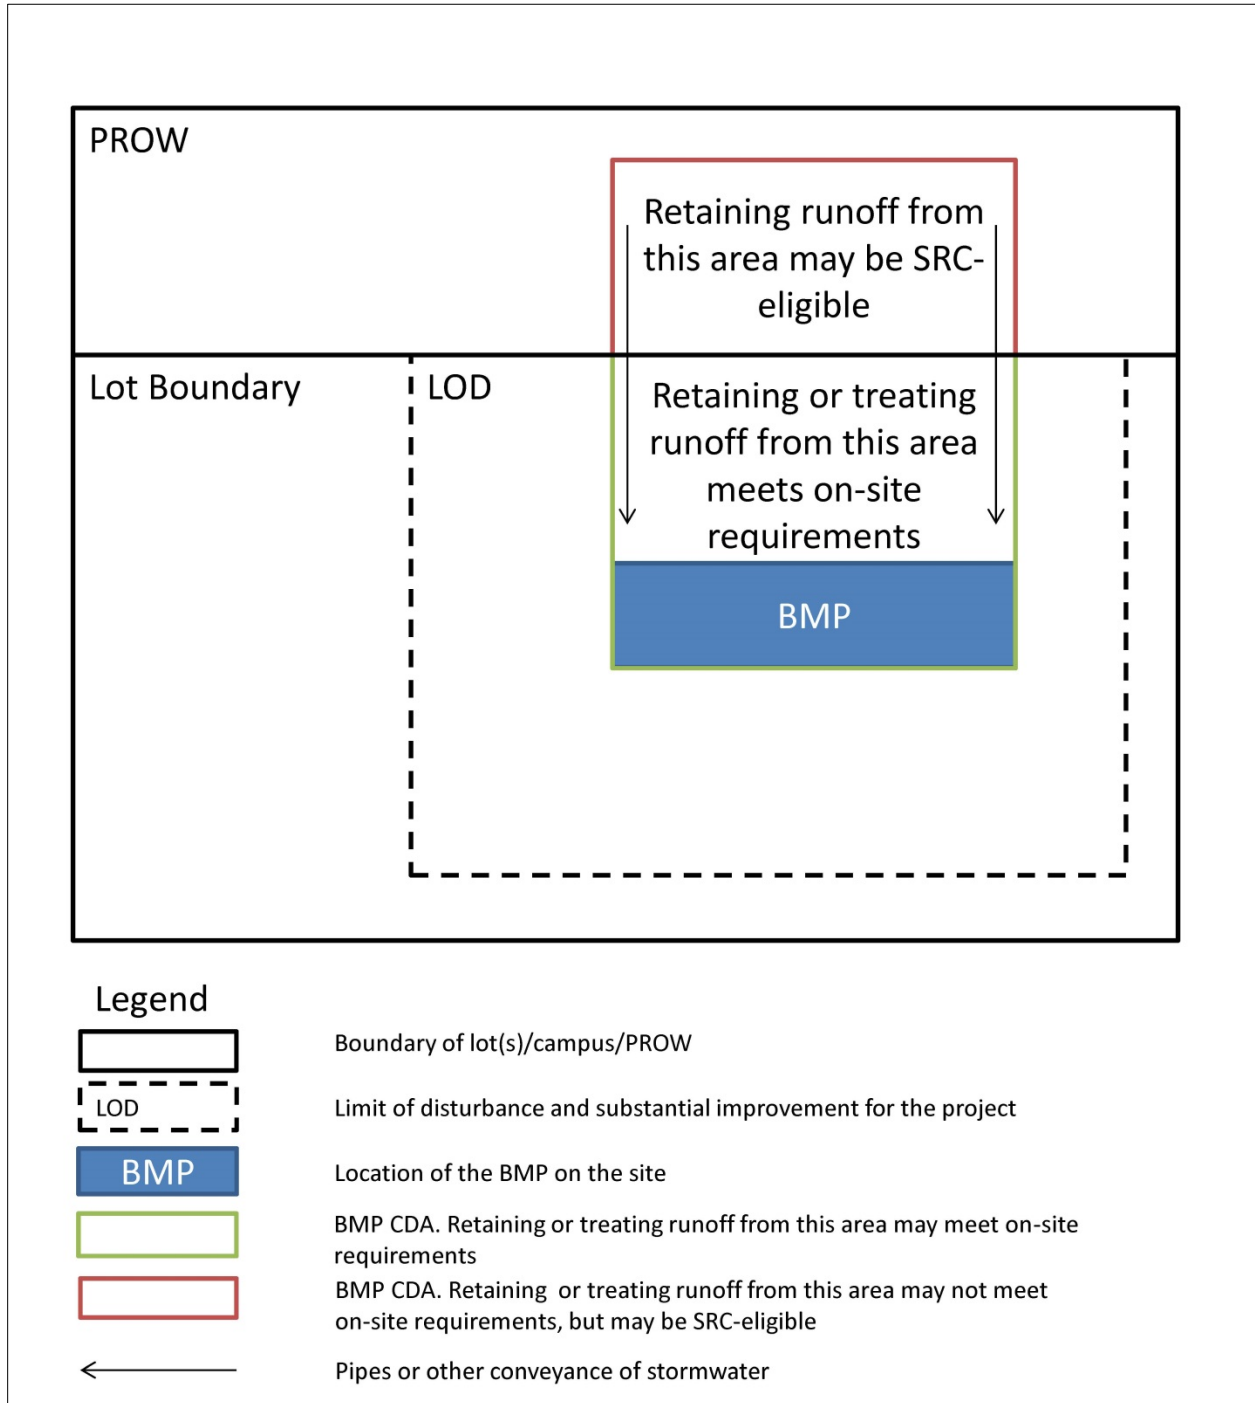 PROW
Retaining runoff from
this area may be SRC-
eligible
Lot Boundary
LOD
Retaining or treating
runoff from this area
meets on-site
requirements
BMP
Legend
Boundary of lot(s)/campus/PROW
LOD
Limit of disturbance and substantial improvement for the project
BMP
Location of the BMP on the site
BMP CDA. Retaining or treating runoff from this area may meet on-site
requirements
BMP CDA. Retaining  or treating runoff from this area may not meet
on-site requirements, but may be SRC-eligible
Pipes or other conveyance of stormwater